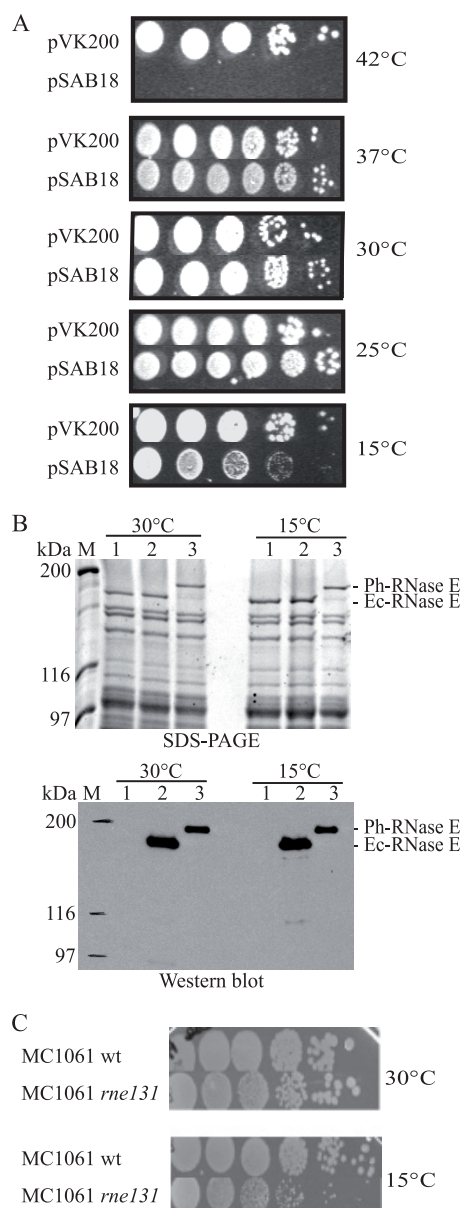 A
pVK200
pSAB18
42°C
pVK200
pSAB18
37°C
pVK200
pSAB18
30°C
pVK200
pSAB18
25°C
pVK200
pSAB18
15°C
B
30°C 15°C
kDa M 1 2 3 1 2 3
200
- Ph-RNase E
- Ec-RNase E
116
97
SDS-PAGE
30°C 15°C
kDa M 1 2 3 1 2 3
200
- Ph-RNase E
- Ec-RNase E
116
97
Western blot
C
MC1061 wt
MC1061 rne131
30°C
MC1061 wt
MC1061 rne131
15°C